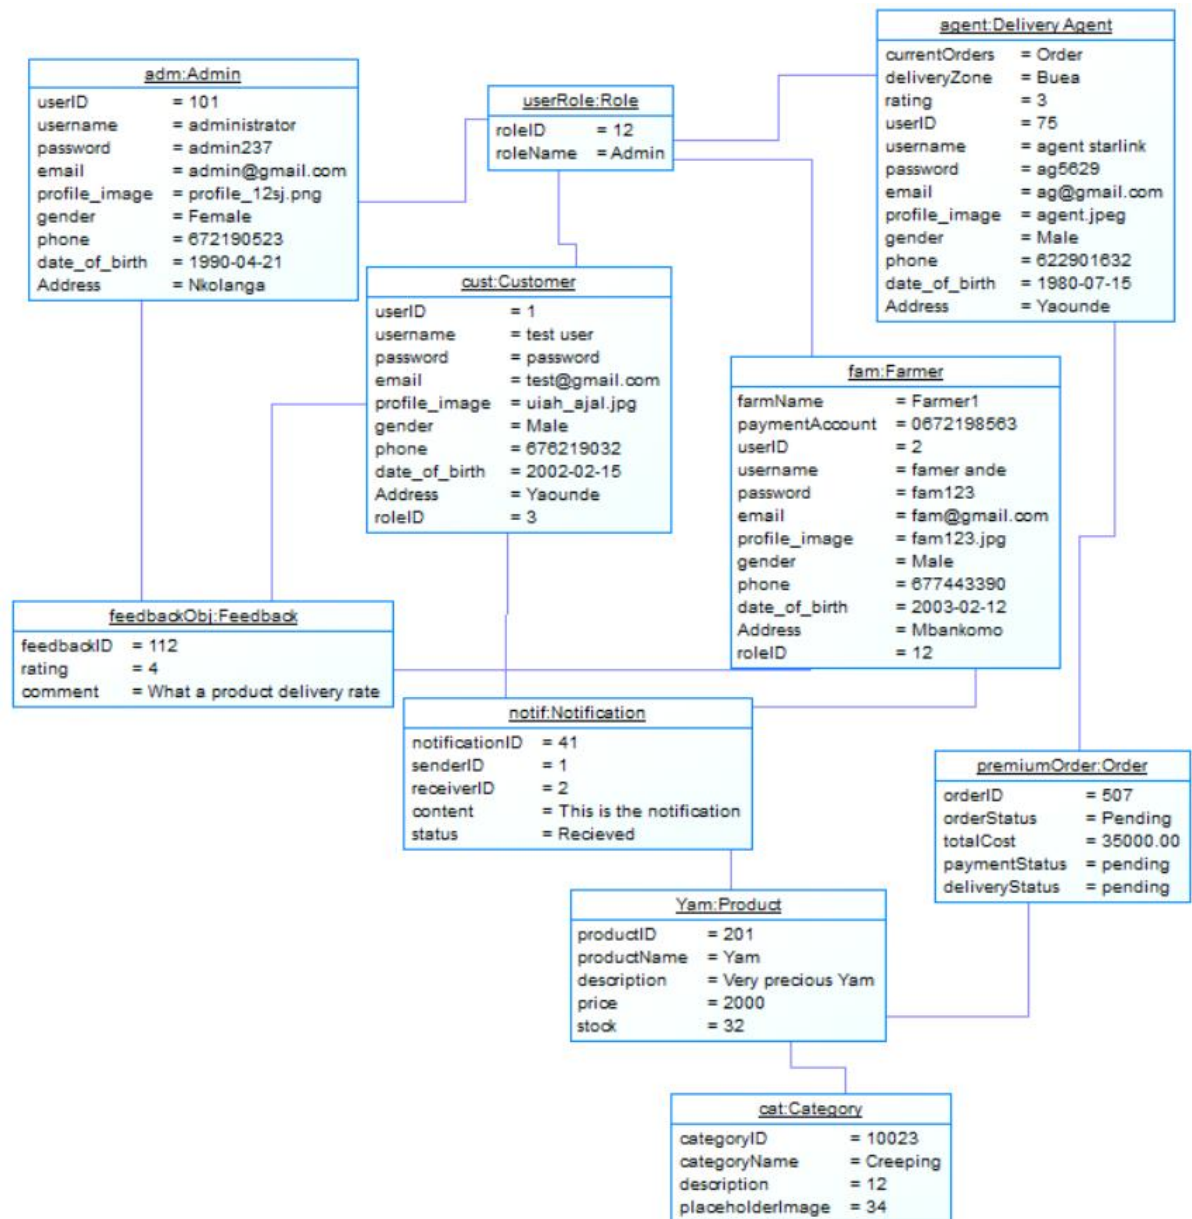 agent:Delivery Agent
currentOrders = Order
deliveryZone = Buea
rating = 3
userID = 75
username = agent starlink
password = ag5629
email = ag@gmail.com
profile_image = agent.jpeg
gender = Male
phone = 622901632
date_of_birth = 1980-07-15
Address = Yaounde
adm:Admin
userID = 101
username = administrator
password = admin237
email = admin@gmail.com
profile_image = profile_12sj.png
gender = Female
phone = 672190523
date_of_birth = 1990-04-21
Address = Nkolanga
userRole:Role
roleID = 12
roleName = Admin
cust:Customer
userID = 1
username = test user
password = password
email = test@gmail.com
profile_image = uiah_ajal.jpg
gender = Male
phone = 676219032
date_of_birth = 2002-02-15
Address = Yaounde
roleID = 3
fam:Farmer
farmName = Farmer1
paymentAccount = 0672198563
userID = 2
username = famer ande
password = fam123
email = fam@gmail.com
profile_image = fam123.jpg
gender = Male
phone = 677443390
date_of_birth = 2003-02-12
Address = Mbankomo
roleID = 12
feedbackObj:Feedback
feedbackID = 112
rating = 4
comment = What a product delivery rate
notif:Notification
notificationID = 41
senderID = 1
receiverID = 2
content = This is the notification
status = Recieved
premiumOrder:Order
orderID = 507
orderStatus = Pending
totalCost = 35000.00
paymentStatus = pending
deliveryStatus = pending
Yam:Product
productID = 201
productName = Yam
description = Very precious Yam
price = 2000
stock = 32
cat:Category
categoryID = 10023
categoryName = Creeping
description = 12
placeholderImage = 34